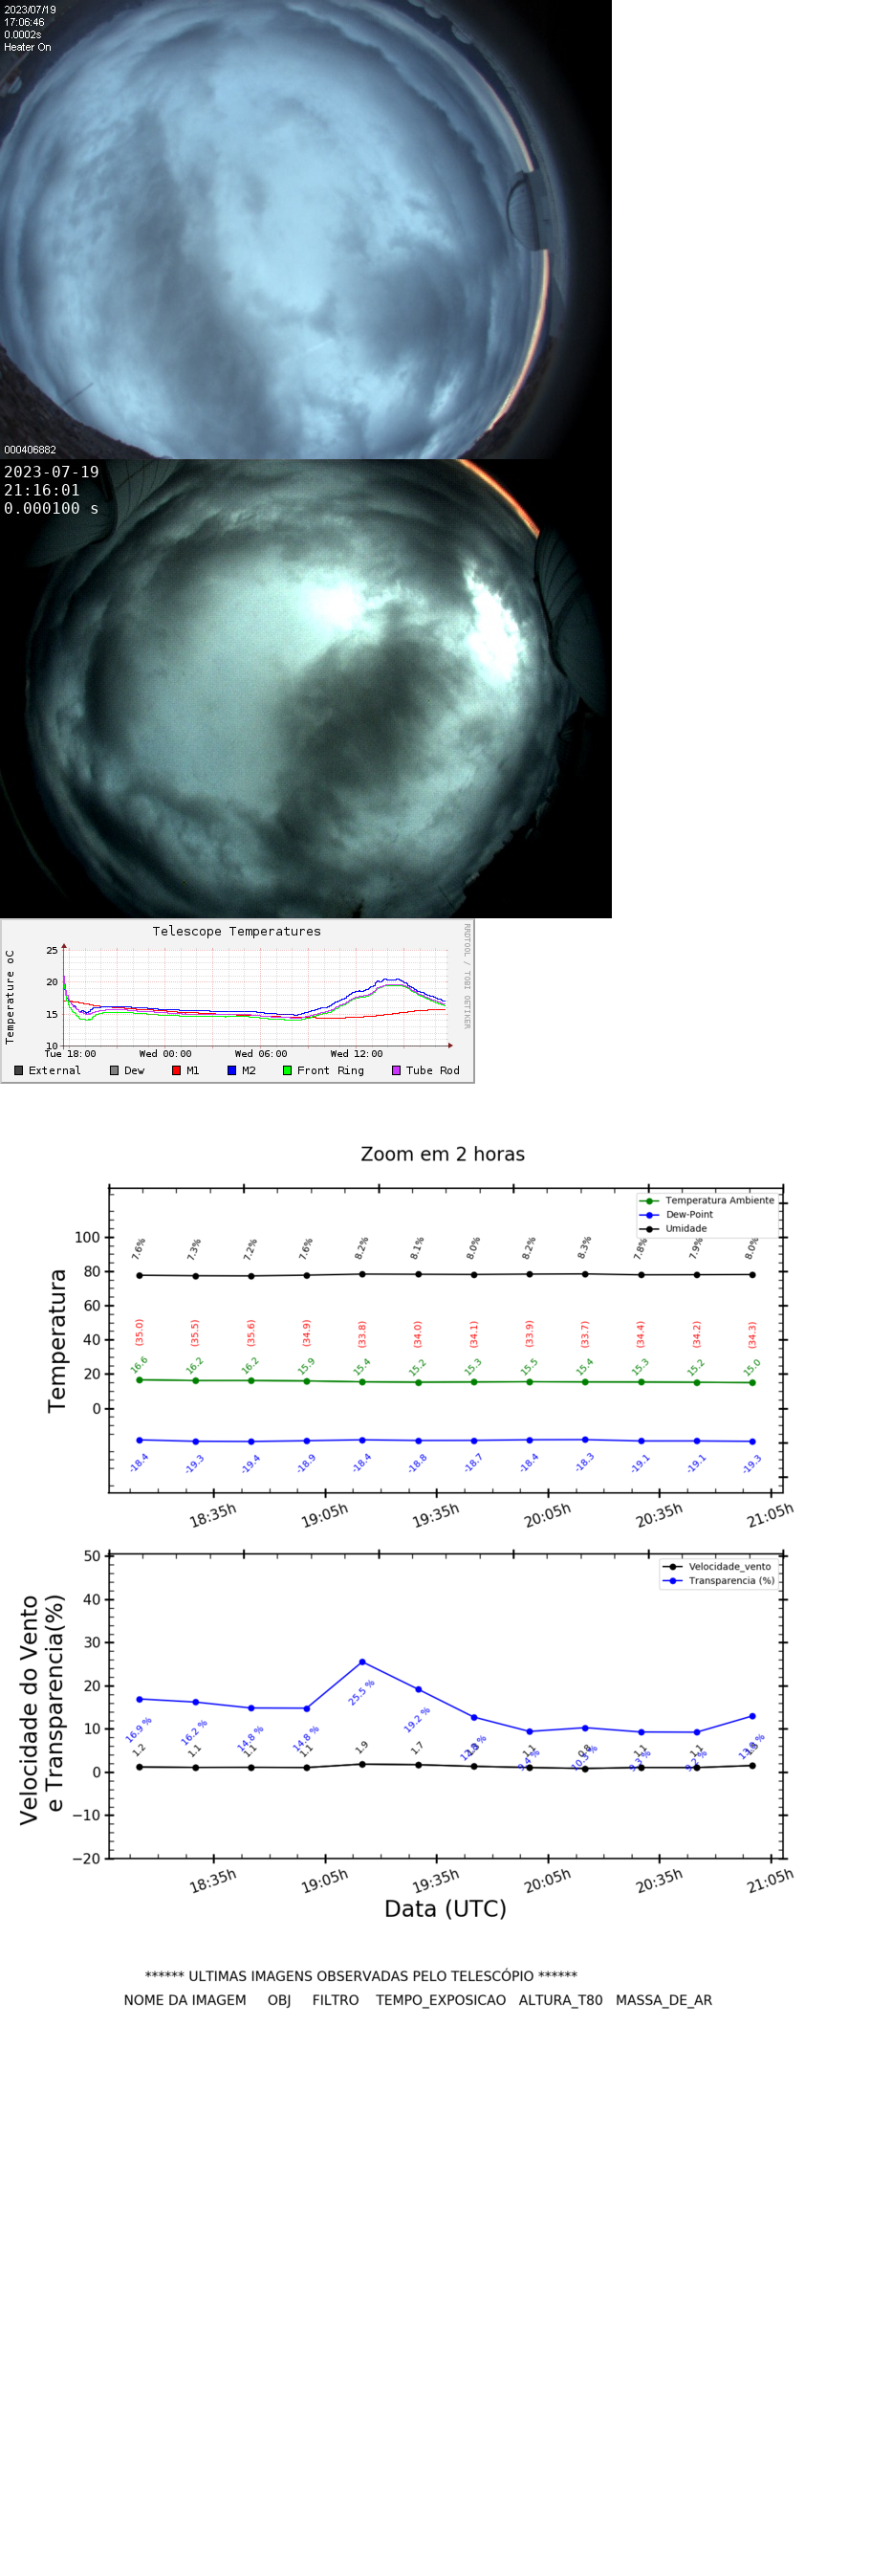 2023/07/19
17:06:46
0.0002s
Heater On
000406882
2023-07-19
21:16:01
0.000100 s
Telescope Temperatures
RRDTOOL / TOBI OETIKER
Temperature oC
25
20
15
10
Tue 18:00 Wed 00:00 Wed 06:00 Wed 12:00
External Dew M1 M2 Front Ring Tube Rod
Zoom em 2 horas
Temperatura Ambiente
Dew-Point
Umidade
Temperatura
100
80
60
40
20
0
7.6% 7.3% 7.2% 7.6% 8.2% 8.1% 8.0% 8.2% 8.3% 7.8% 7.9% 8.0%
(35.0) (35.5) (35.6) (34.9) (33.8) (34.0) (34.1) (33.9) (33.7) (34.4) (34.2) (34.3)
16.6 16.2 16.2 15.9 15.4 15.2 15.3 15.5 15.4 15.3 15.2 15.0
-18.4 -19.3 -19.4 -18.9 -18.4 -18.8 -18.7 -18.4 -18.3 -19.1 -19.1 -19.3
18:35h 19:05h 19:35h 20:05h 20:35h 21:05h
Velocidade_vento
Transparencia (%)
Velocidade do Vento
e Transparencia(%)
50
40
30
20
10
0
−10
−20
16.9 % 16.2 % 14.8 % 14.8 % 25.5 % 19.2 %
1.2 1.1 1.1 1.1 1.9 1.7 1.1 1.1 1.1
18:35h 19:05h 19:35h 20:05h 20:35h 21:05h
Data (UTC)
****** ULTIMAS IMAGENS OBSERVADAS PELO TELESCÓPIO ******
NOME DA IMAGEM OBJ FILTRO TEMPO_EXPOSICAO ALTURA_T80 MASSA_DE_AR